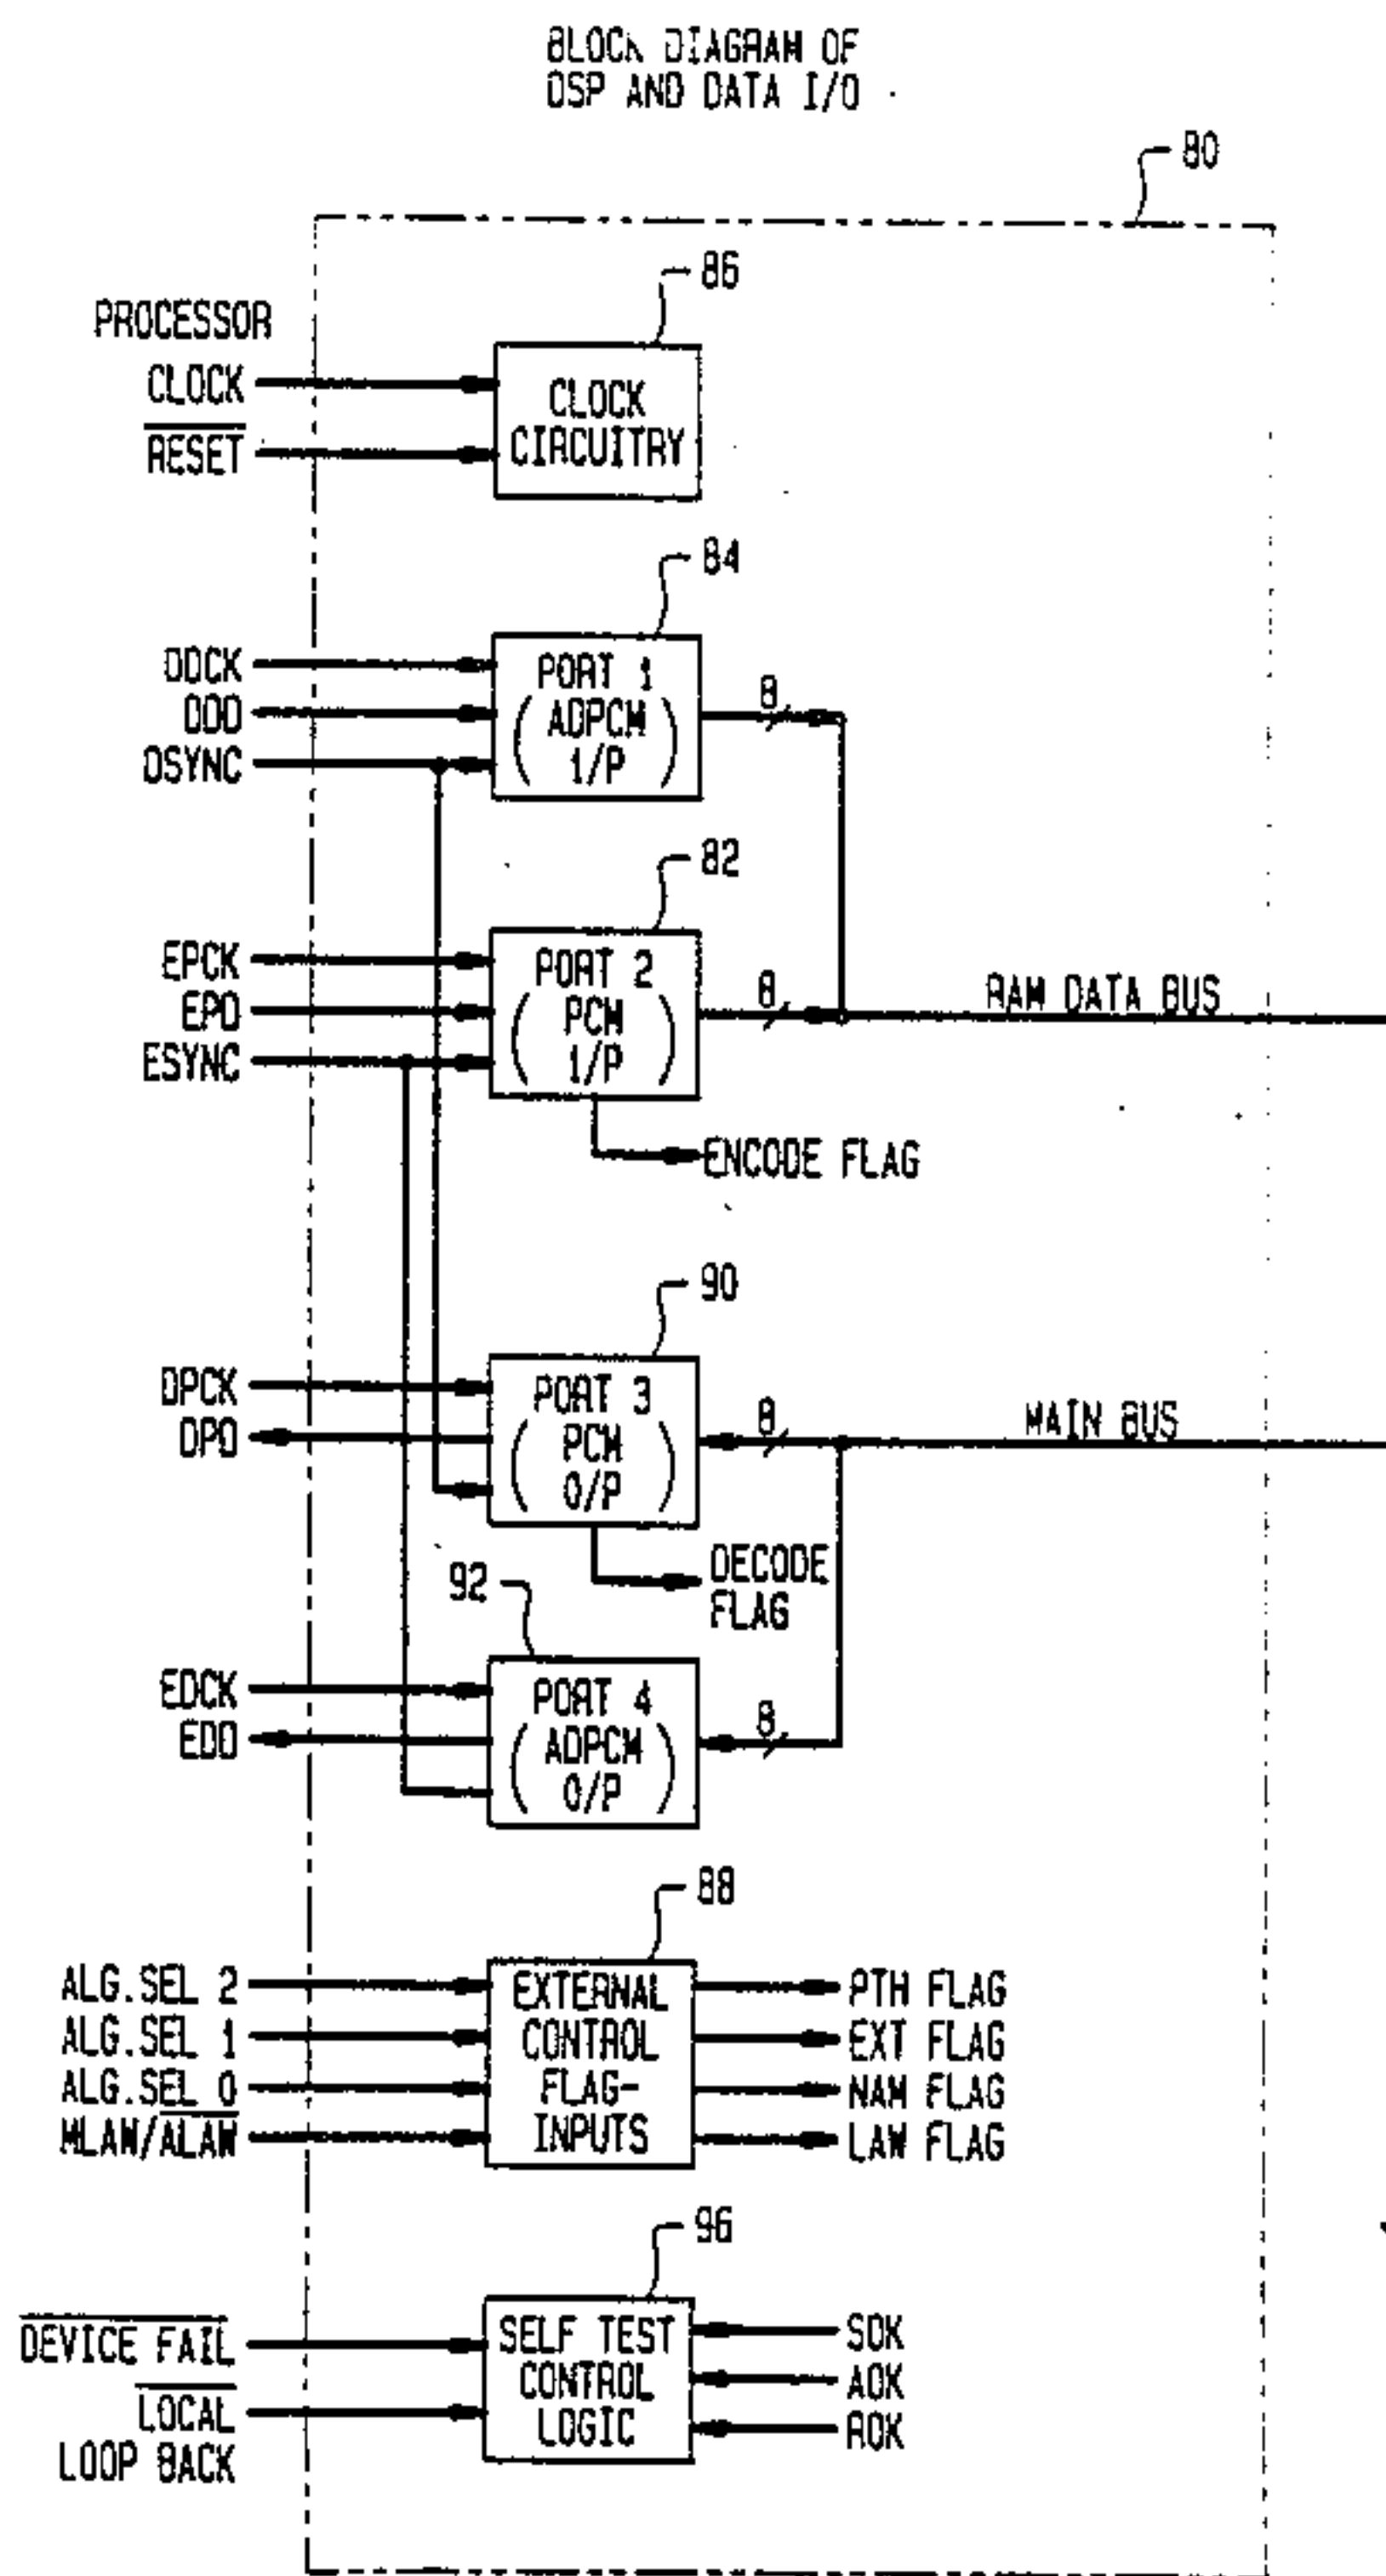 BLOCK DIAGRAM OF
DSP AND DATA I/O
80
86
PROCESSOR
CLOCK
RESET
CLOCK
CIRCUITRY
84
DDCK
DDD
DSYNC
PORT 1
(ADPCM
1/P)
8
82
EPCK
EPD
ESYNC
PORT 2
(PCM
1/P)
8
RAM DATA BUS
ENCODE FLAG
90
DPCK
DPD
PORT 3
(PCM
O/P)
8
MAIN BUS
DECODE
FLAG
92
EDCK
EDD
PORT 4
(ADPCM
O/P)
8
88
ALG.SEL 2
ALG.SEL 1
ALG.SEL 0
MLAW/ALAW
EXTERNAL
CONTROL
FLAG-
INPUTS
PTH FLAG
EXT FLAG
NAM FLAG
LAW FLAG
96
DEVICE FAIL
LOCAL
LOOP BACK
SELF TEST
CONTROL
LOGIC
SOK
AOK
ROK